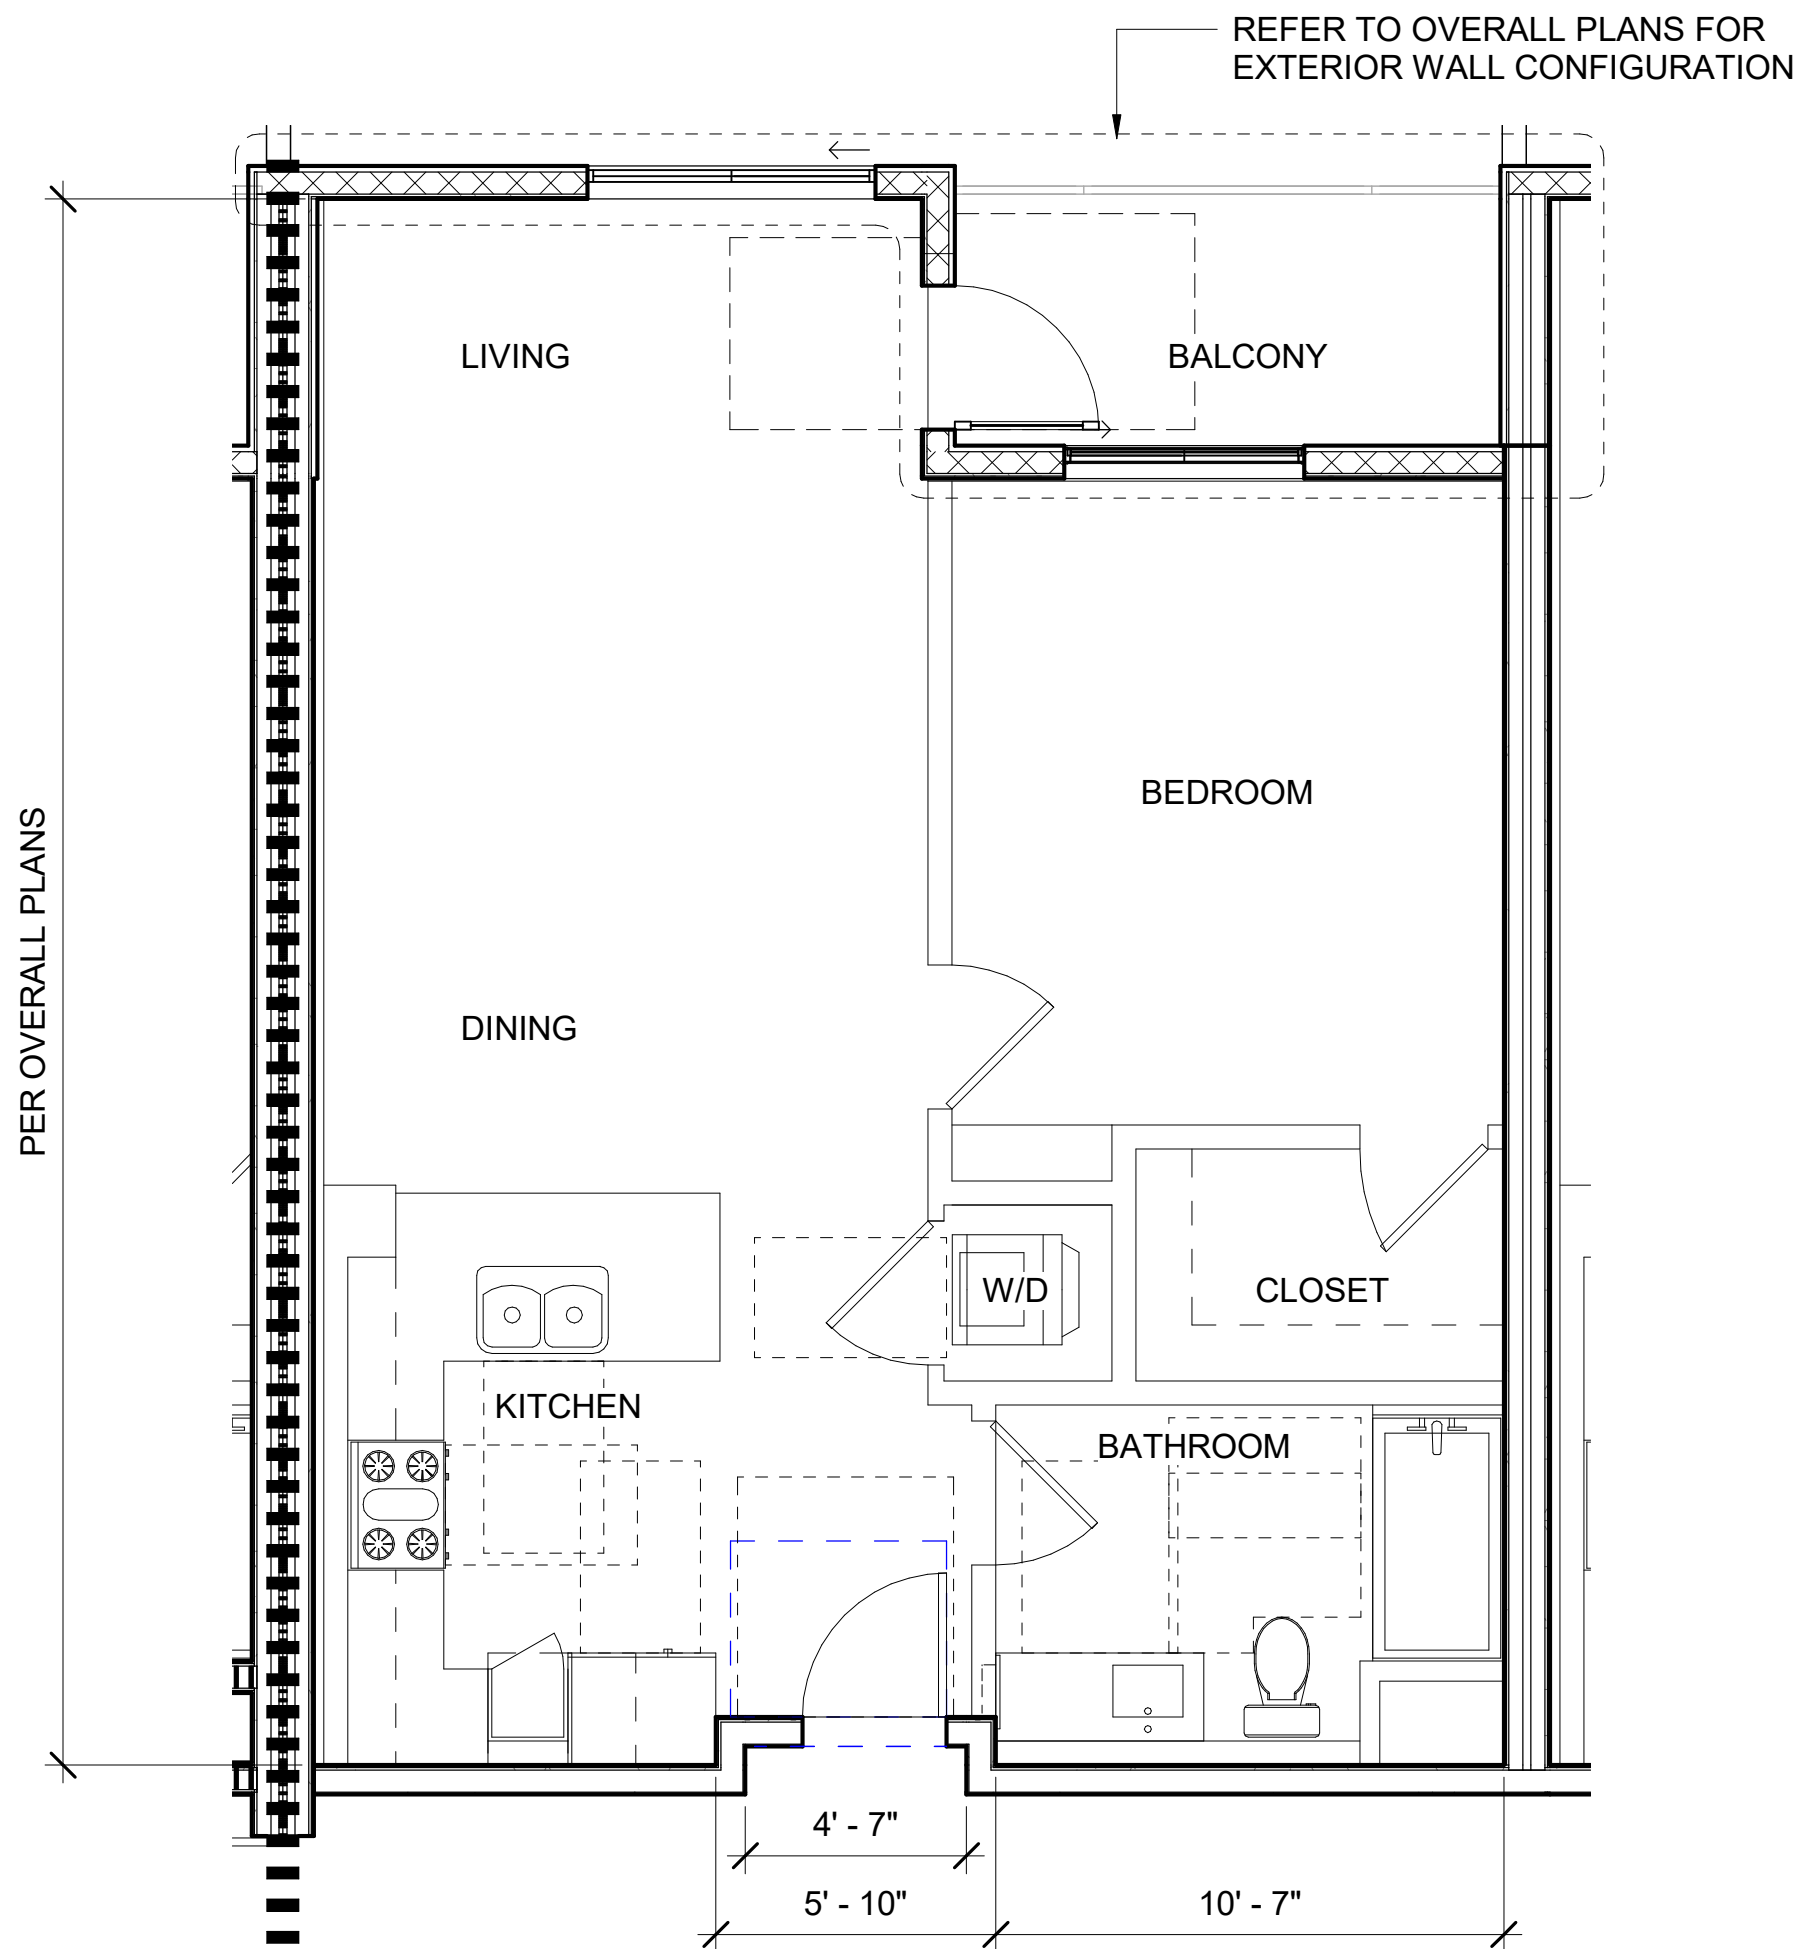 REFER TO OVERALL PLANS FOR
EXTERIOR WALL CONFIGURATION
LIVING
BALCONY
BEDROOM
PER OVERALL PLANS
DINING
W/D
CLOSET
KITCHEN
BATHROOM
4' - 7"
5' - 10"
10' - 7"